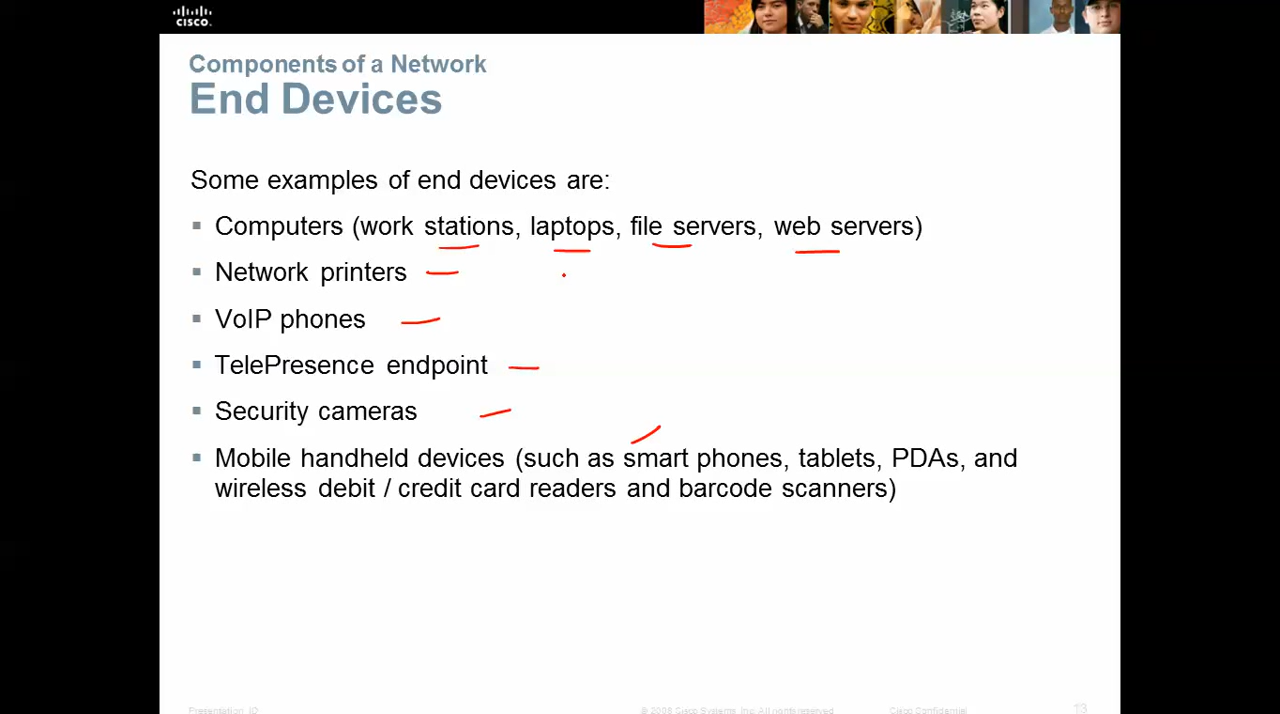 CISCO
Components of a Network
End Devices
Some examples of end devices are:
▪ Computers (work stations, laptops, file servers, web servers)
▪ Network printers
▪ VoIP phones
▪ TelePresence endpoint
▪ Security cameras
▪ Mobile handheld devices (such as smart phones, tablets, PDAs, and
wireless debit / credit card readers and barcode scanners)
Presentation_ID © 2008 Cisco Systems, Inc. All rights reserved. Cisco Confidential 13